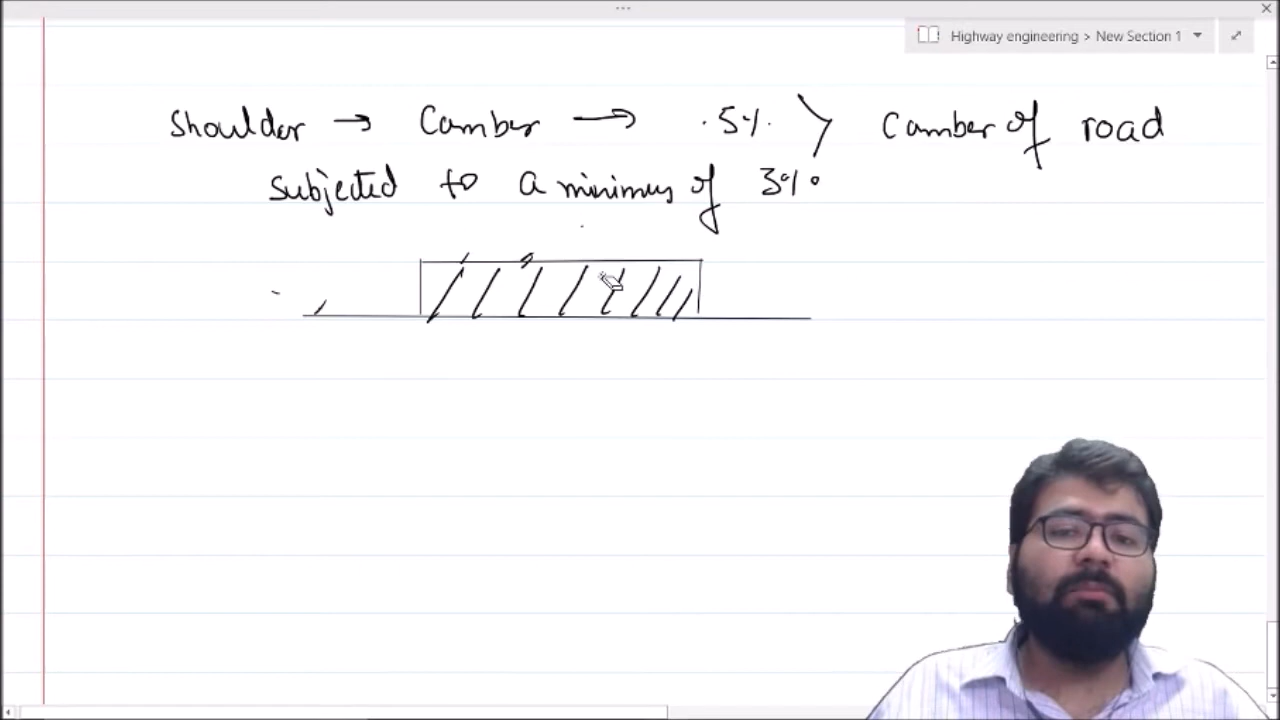 Highway engineering > New Section 1
Shoulder → Camber → .5%. > Camber of road
subjected to a minimum of 3%